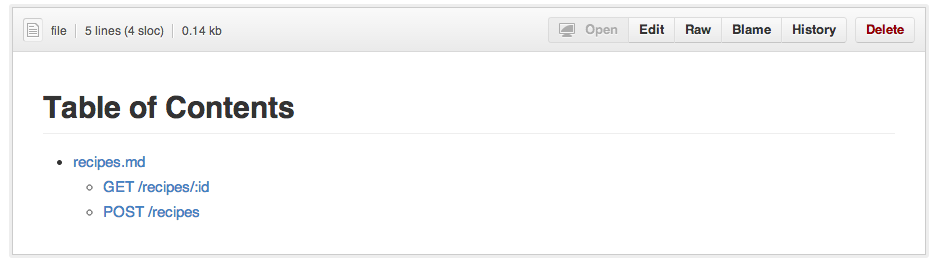 file 5 lines (4 sloc) 0.14 kb Open Edit Raw Blame History Delete
Table of Contents
recipes.md
GET /recipes/:id
POST /recipes